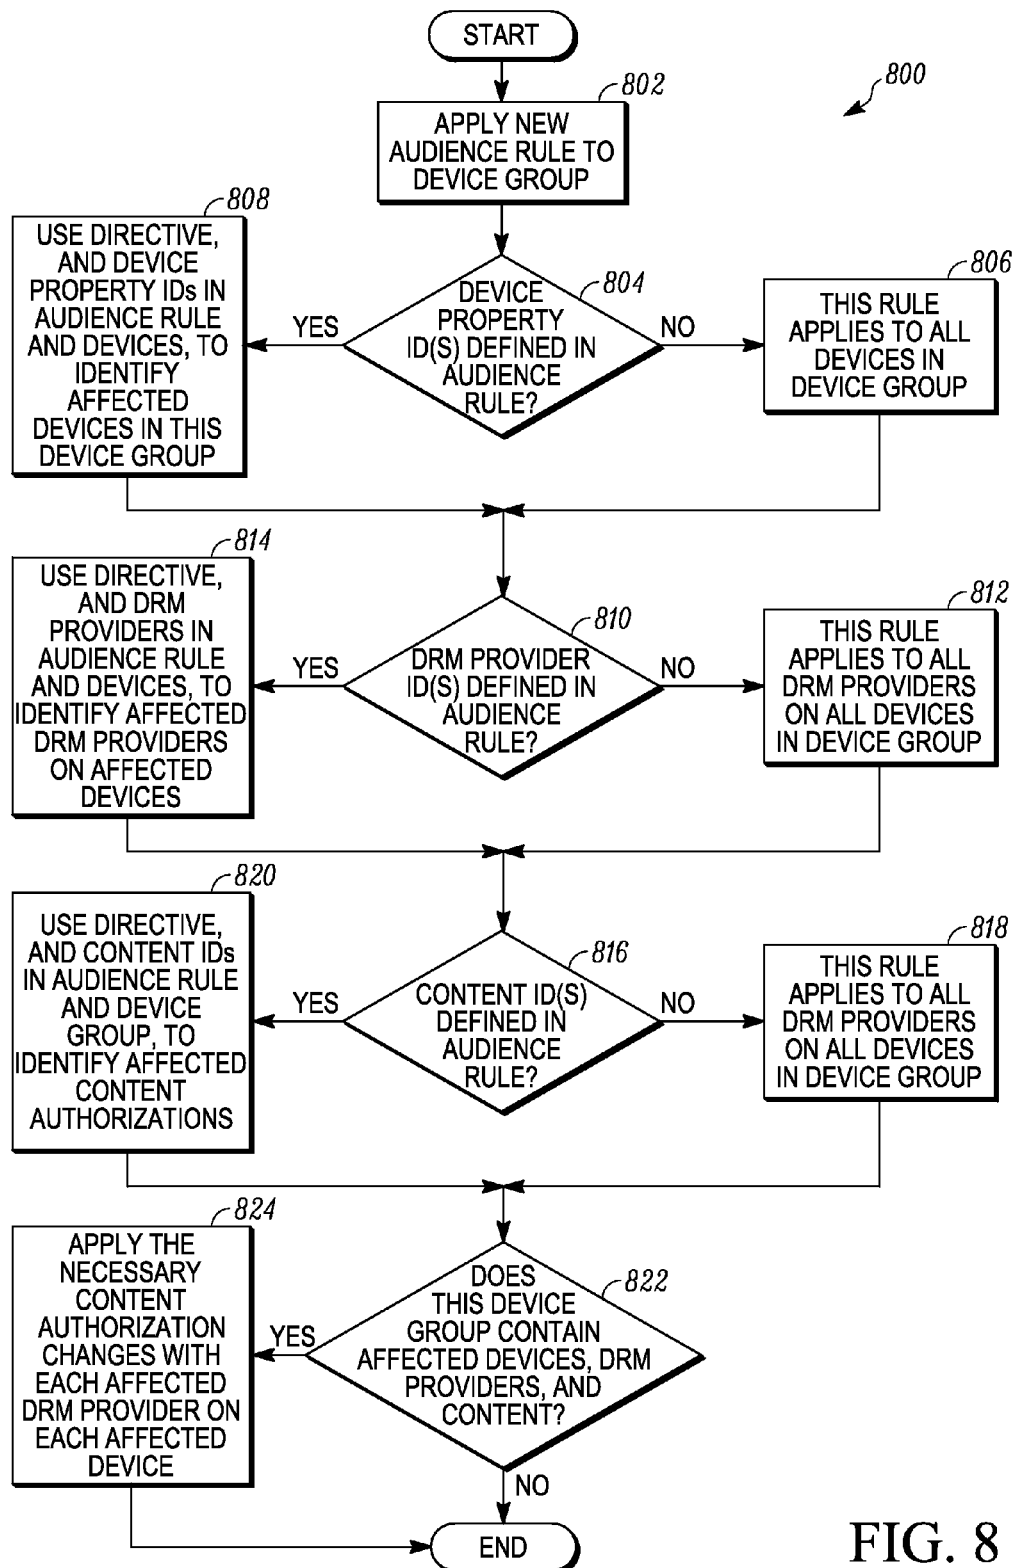 START
800
802
APPLY NEW
AUDIENCE RULE TO
DEVICE GROUP
808
USE DIRECTIVE,
AND DEVICE
PROPERTY IDs IN
AUDIENCE RULE
AND DEVICES, TO
IDENTIFY
AFFECTED
DEVICES IN THIS
DEVICE GROUP
YES
804
DEVICE
PROPERTY
ID(S) DEFINED IN
AUDIENCE
RULE?
NO
806
THIS RULE
APPLIES TO ALL
DEVICES IN
DEVICE GROUP
814
USE DIRECTIVE,
AND DRM
PROVIDERS IN
AUDIENCE RULE
AND DEVICES, TO
IDENTIFY AFFECTED
DRM PROVIDERS
ON AFFECTED
DEVICES
YES
810
DRM PROVIDER
ID(S) DEFINED IN
AUDIENCE
RULE?
NO
812
THIS RULE
APPLIES TO ALL
DRM PROVIDERS
ON ALL DEVICES
IN DEVICE GROUP
820
USE DIRECTIVE,
AND CONTENT IDs
IN AUDIENCE RULE
AND DEVICE
GROUP, TO
IDENTIFY AFFECTED
CONTENT
AUTHORIZATIONS
YES
816
CONTENT ID(S)
DEFINED IN
AUDIENCE
RULE?
NO
818
THIS RULE
APPLIES TO ALL
DRM PROVIDERS
ON ALL DEVICES
IN DEVICE GROUP
824
APPLY THE
NECESSARY
CONTENT
AUTHORIZATION
CHANGES WITH
EACH AFFECTED
DRM PROVIDER ON
EACH AFFECTED
DEVICE
YES
822
DOES
THIS DEVICE
GROUP CONTAIN
AFFECTED DEVICES, DRM
PROVIDERS, AND
CONTENT?
NO
END
FIG. 8